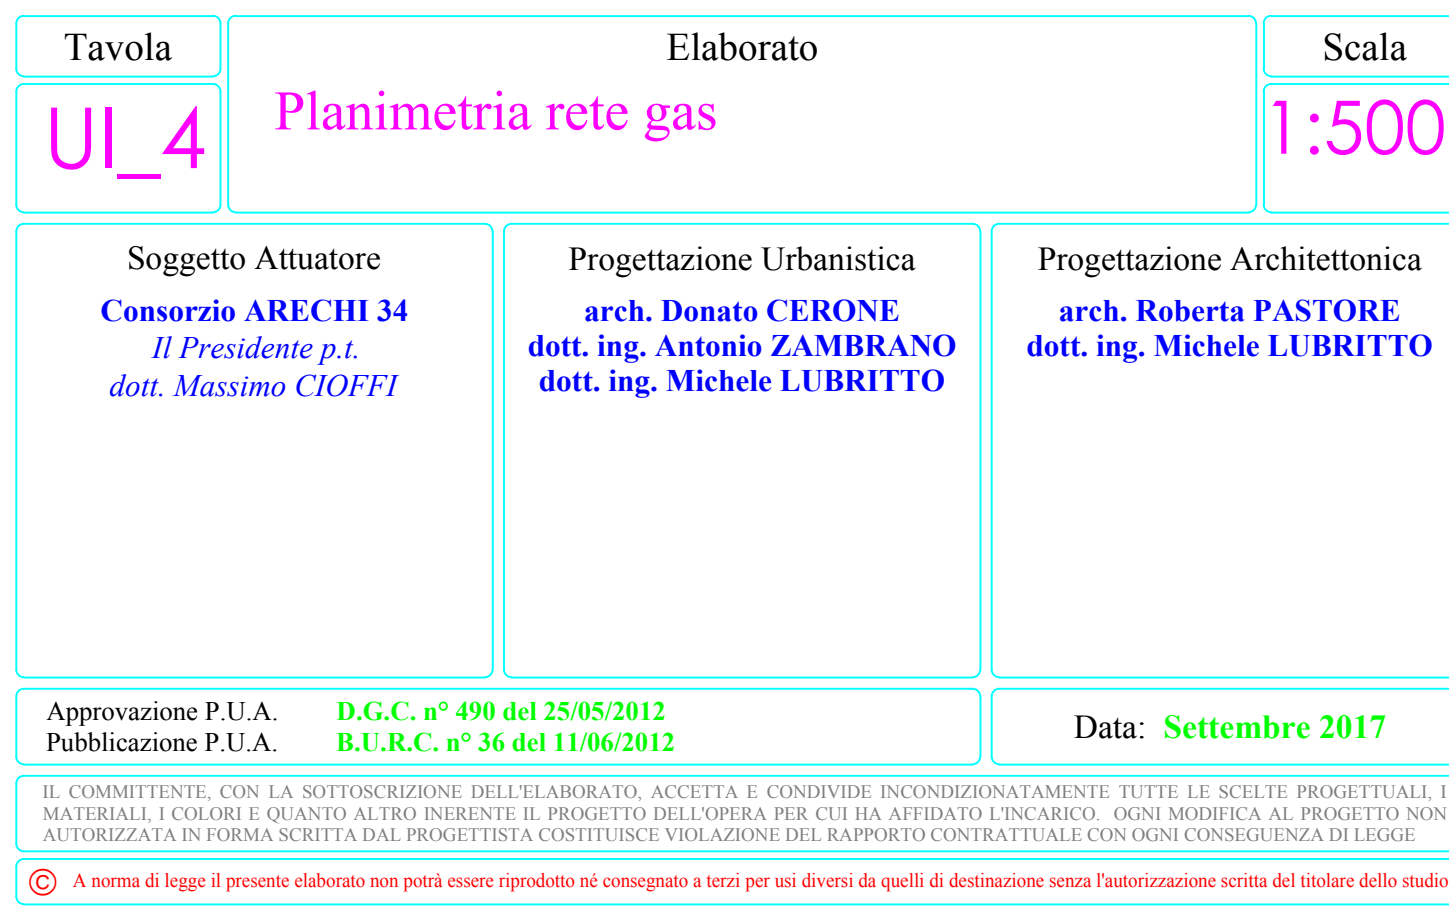 Tavola
UI_4
Elaborato
Planimetria rete gas
Scala
1:500
Soggetto Attuatore
Consorzio ARECHI 34
Il Presidente p.t.
dott. Massimo CIOFFI
Progettazione Urbanistica
arch. Donato CERONE
dott. ing. Antonio ZAMBRANO
dott. ing. Michele LUBRITTO
Progettazione Architettonica
arch. Roberta PASTORE
dott. ing. Michele LUBRITTO
Approvazione P.U.A. D.G.C. n° 490 del 25/05/2012
Pubblicazione P.U.A. B.U.R.C. n° 36 del 11/06/2012
Data: Settembre 2017
IL COMMITTENTE, CON LA SOTTOSCRIZIONE DELL'ELABORATO, ACCETTA E CONDIVIDE INCONDIZIONATAMENTE TUTTE LE SCELTE PROGETTUALI, I
MATERIALI, I COLORI E QUANTO ALTRO INERENTE IL PROGETTO DELL'OPERA PER CUI HA AFFIDATO L'INCARICO. OGNI MODIFICA AL PROGETTO NON
AUTORIZZATA IN FORMA SCRITTA DAL PROGETTISTA COSTITUISCE VIOLAZIONE DEL RAPPORTO CONTRATTUALE CON OGNI CONSEGUENZA DI LEGGE
© A norma di legge il presente elaborato non potrà essere riprodotto né consegnato a terzi per usi diversi da quelli di destinazione senza l'autorizzazione scritta del titolare dello studio